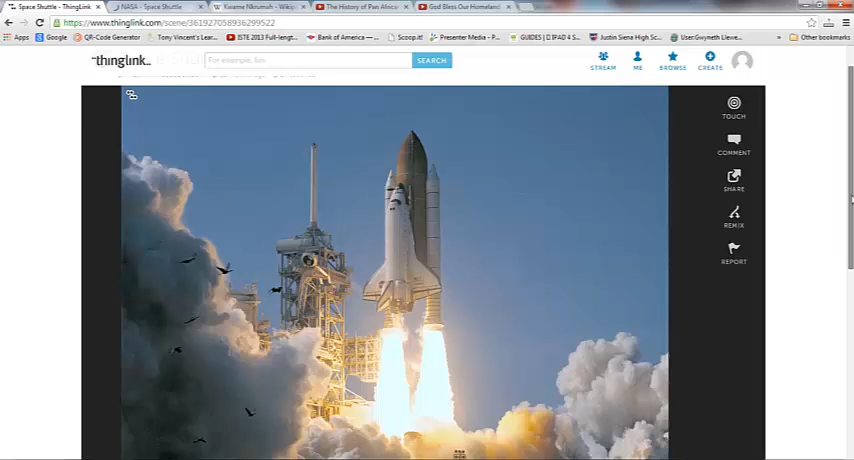 Space Shuttle - ThingLink
NASA - Space Shuttle
Kwame Nkrumah - Wikip
The History of Pan Africa
God Bless Our Homeland
https://www.thinglink.com/scene/361927058936299522
Apps
Google
QR-Code Generator
Tony Vincent's Lear...
ISTE 2013 Full-lengt...
Bank of America — ...
Scoop.it!
Presenter Media - P...
GUIDES | D IPAD 4 S...
Justin Siena High Sc...
User:Gwyneth Llewe...
Other bookmarks
thinglink..
For example, fun
SEARCH
STREAM
ME
BROWSE
CREATE
TOUCH
COMMENT
SHARE
REMIX
REPORT